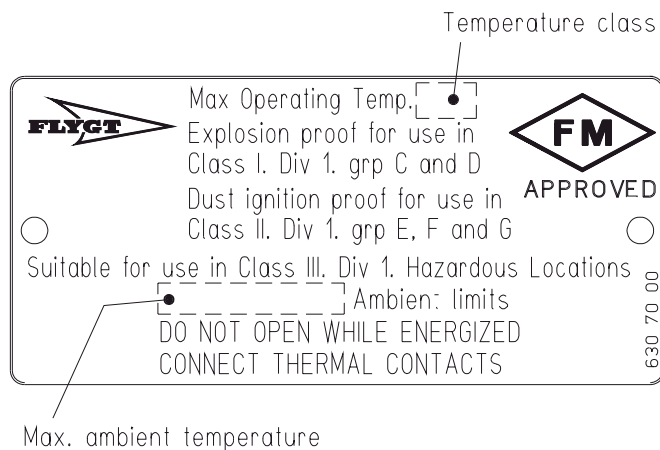 Temperature class
Max Operating Temp.
FLYGT
Explosion proof for use in
Class I. Div 1. grp C and D
FM
APPROVED
Dust ignition proof for use in
Class II. Div 1. grp E, F and G
Suitable for use in Class III. Div 1. Hazardous Locations
Ambient limits
DO NOT OPEN WHILE ENERGIZED
CONNECT THERMAL CONTACTS
630 70 00
Max. ambient temperature